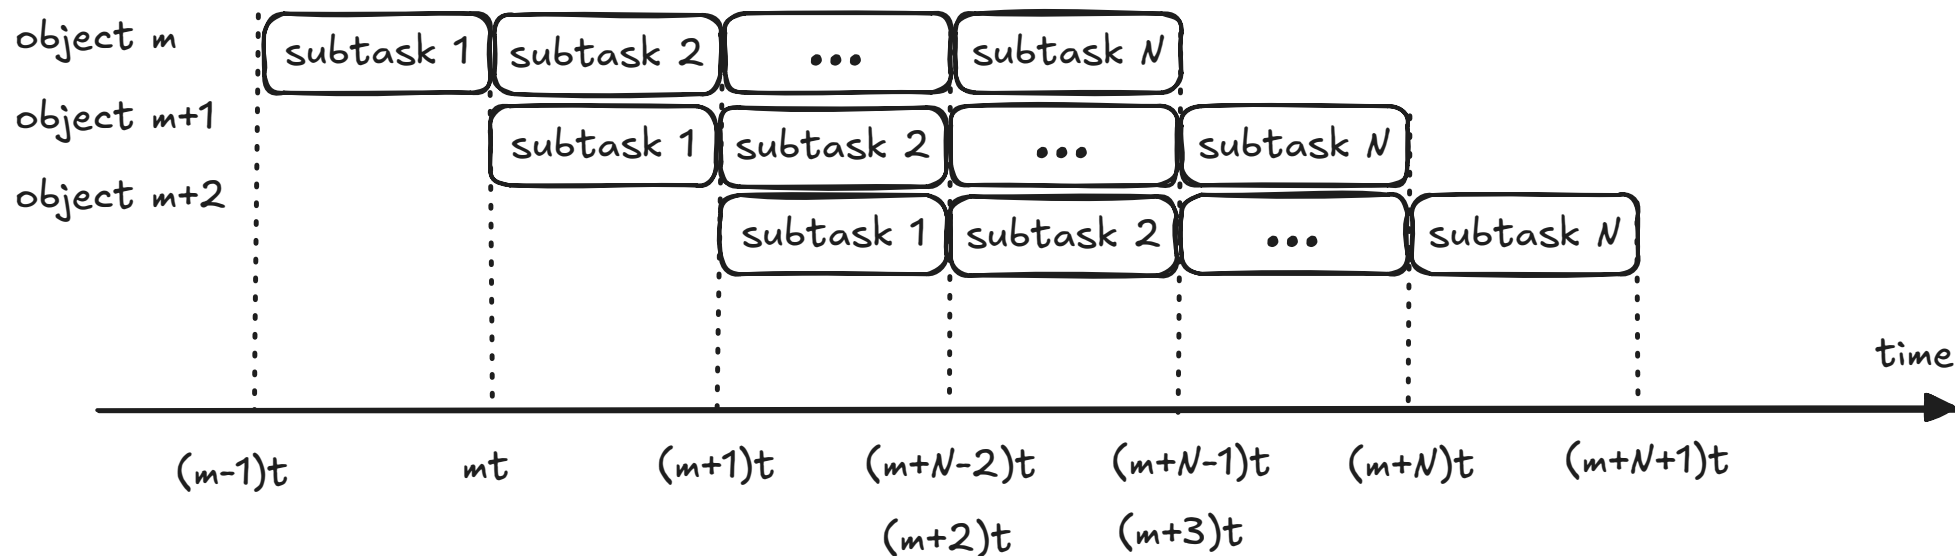 object m
subtask 1 subtask 2 ... subtask N
object m+1
subtask 1 subtask 2 ... subtask N
object m+2
subtask 1 subtask 2 ... subtask N
time
(m-1)t mt (m+1)t (m+N-2)t (m+N-1)t (m+N)t (m+N+1)t
(m+2)t (m+3)t